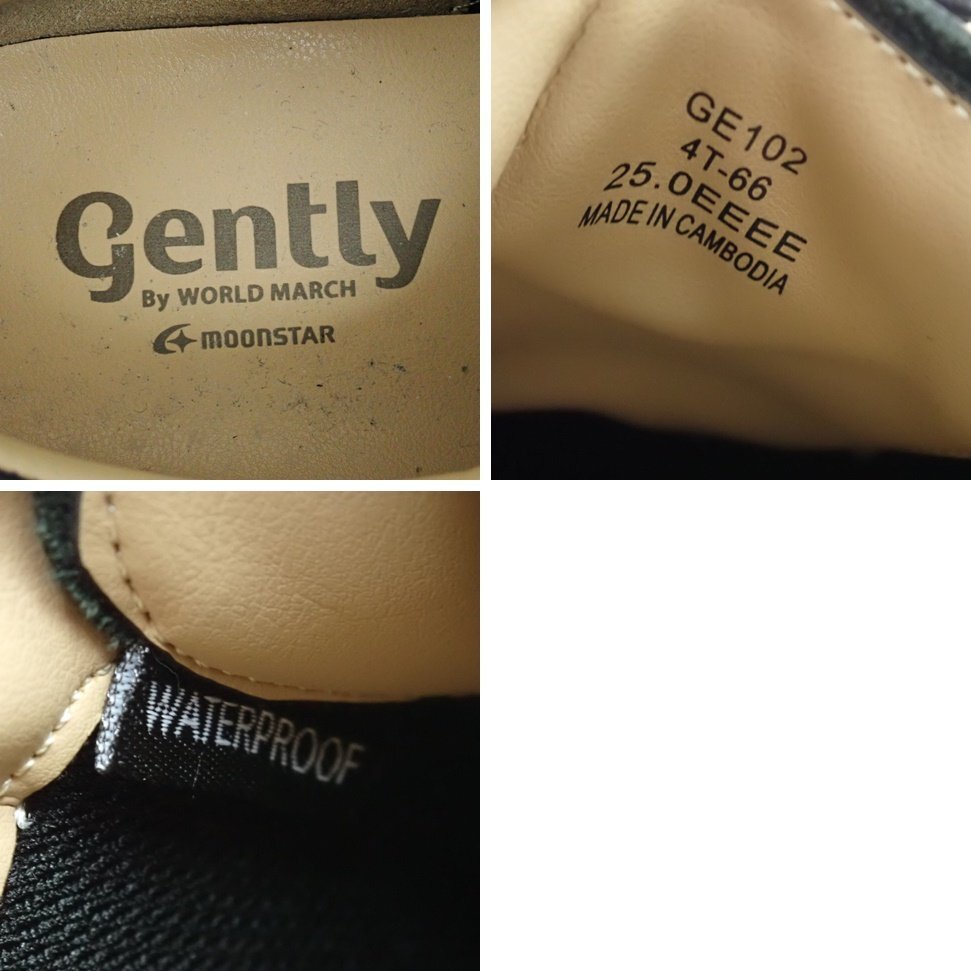 Gently
By WORLD MARCH
MOONSTAR
GE102
4T-66
25.0EEEE
MADE IN CAMBODIA
WATERPROOF